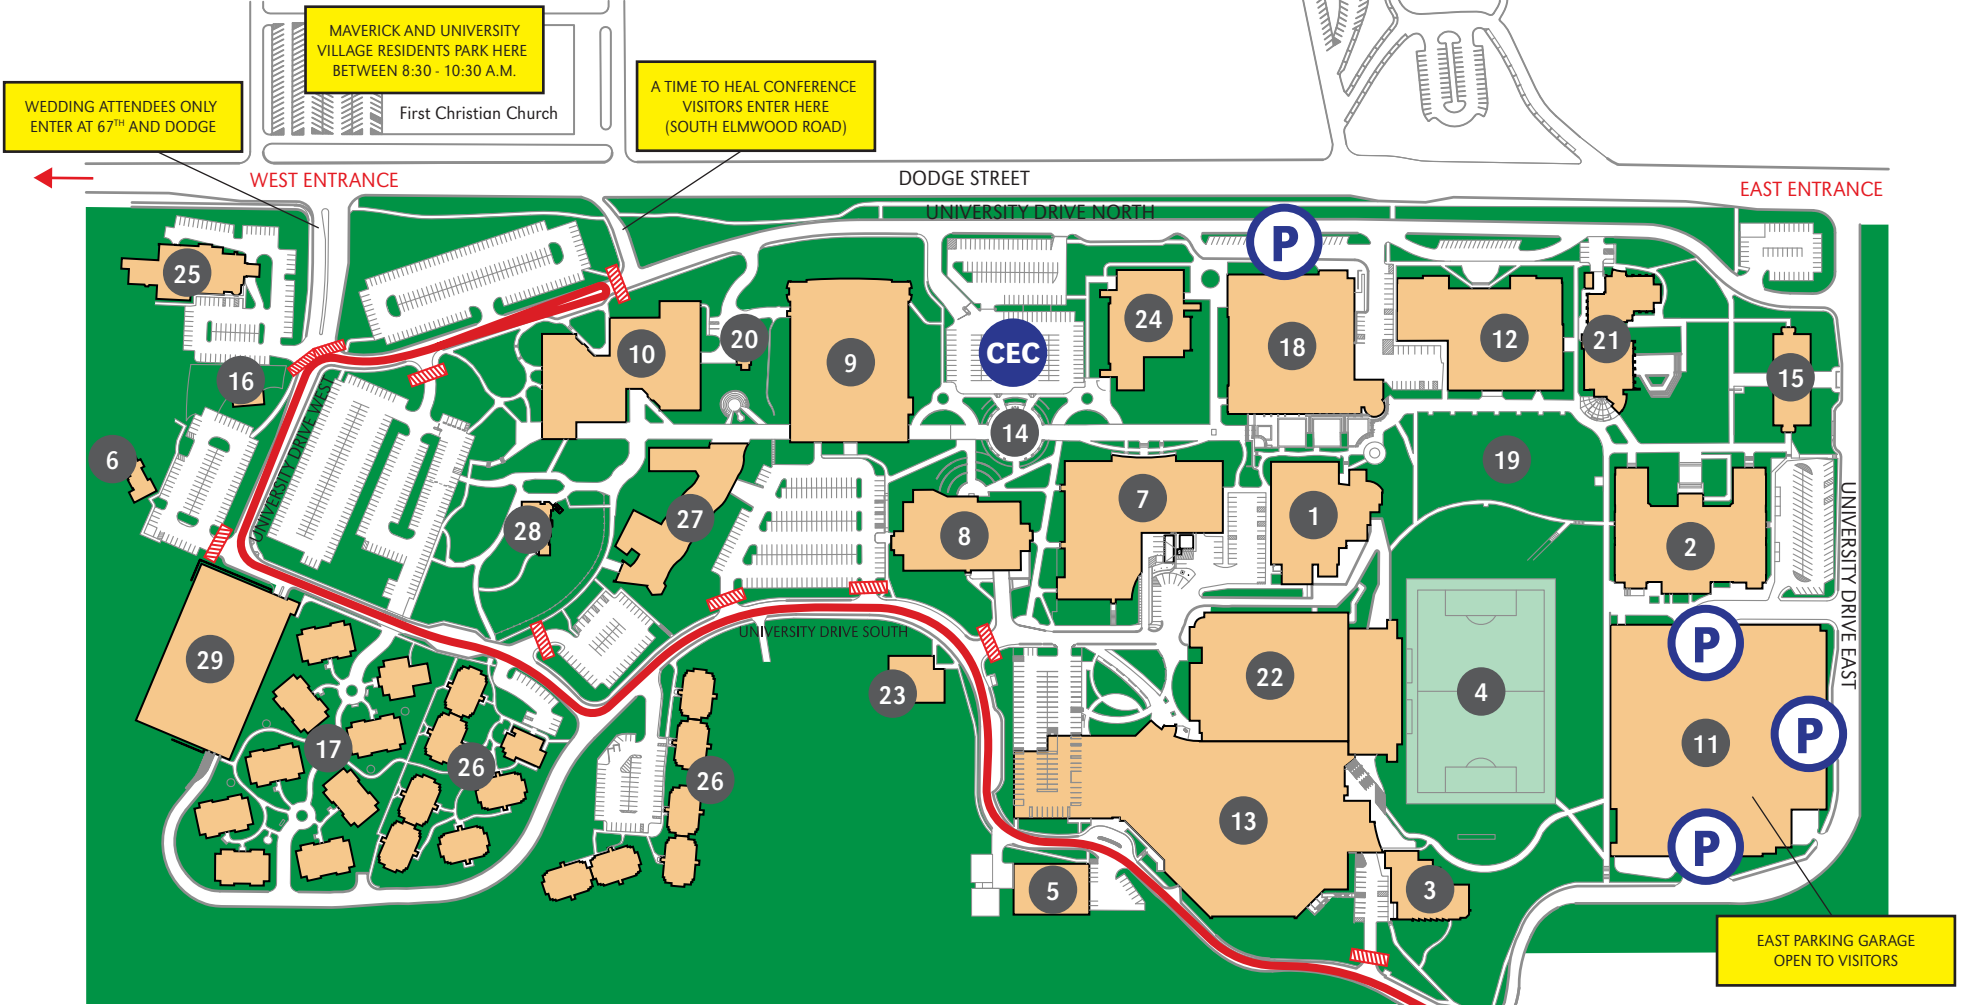 MAVERICK AND UNIVERSITY
VILLAGE RESIDENTS PARK HERE
BETWEEN 8:30 - 10:30 A.M.
WEDDING ATTENDEES ONLY
ENTER AT 67TH AND DODGE
First Christian Church
A TIME TO HEAL CONFERENCE
VISITORS ENTER HERE
(SOUTH ELMWOOD ROAD)
WEST ENTRANCE
DODGE STREET
EAST ENTRANCE
UNIVERSITY DRIVE NORTH
P
25
24
20
10
9
CEC
18
12
21
16
15
UNIVERSITY DRIVE WEST
14
6
19
7
27
28
8
1
2
UNIVERSITY DRIVE EAST
UNIVERSITY DRIVE SOUTH
P
29
23
22
4
17
26
26
11
P
13
P
5
3
EAST PARKING GARAGE
OPEN TO VISITORS